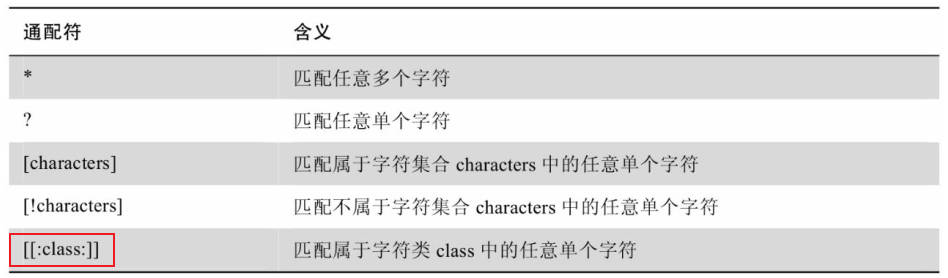 通配符 含义
* 匹配任意多个字符
? 匹配任意单个字符
[characters] 匹配属于字符集合 characters 中的任意单个字符
[!characters] 匹配不属于字符集合 characters 中的任意单个字符
[[:class:]] 匹配属于字符类 class 中的任意单个字符